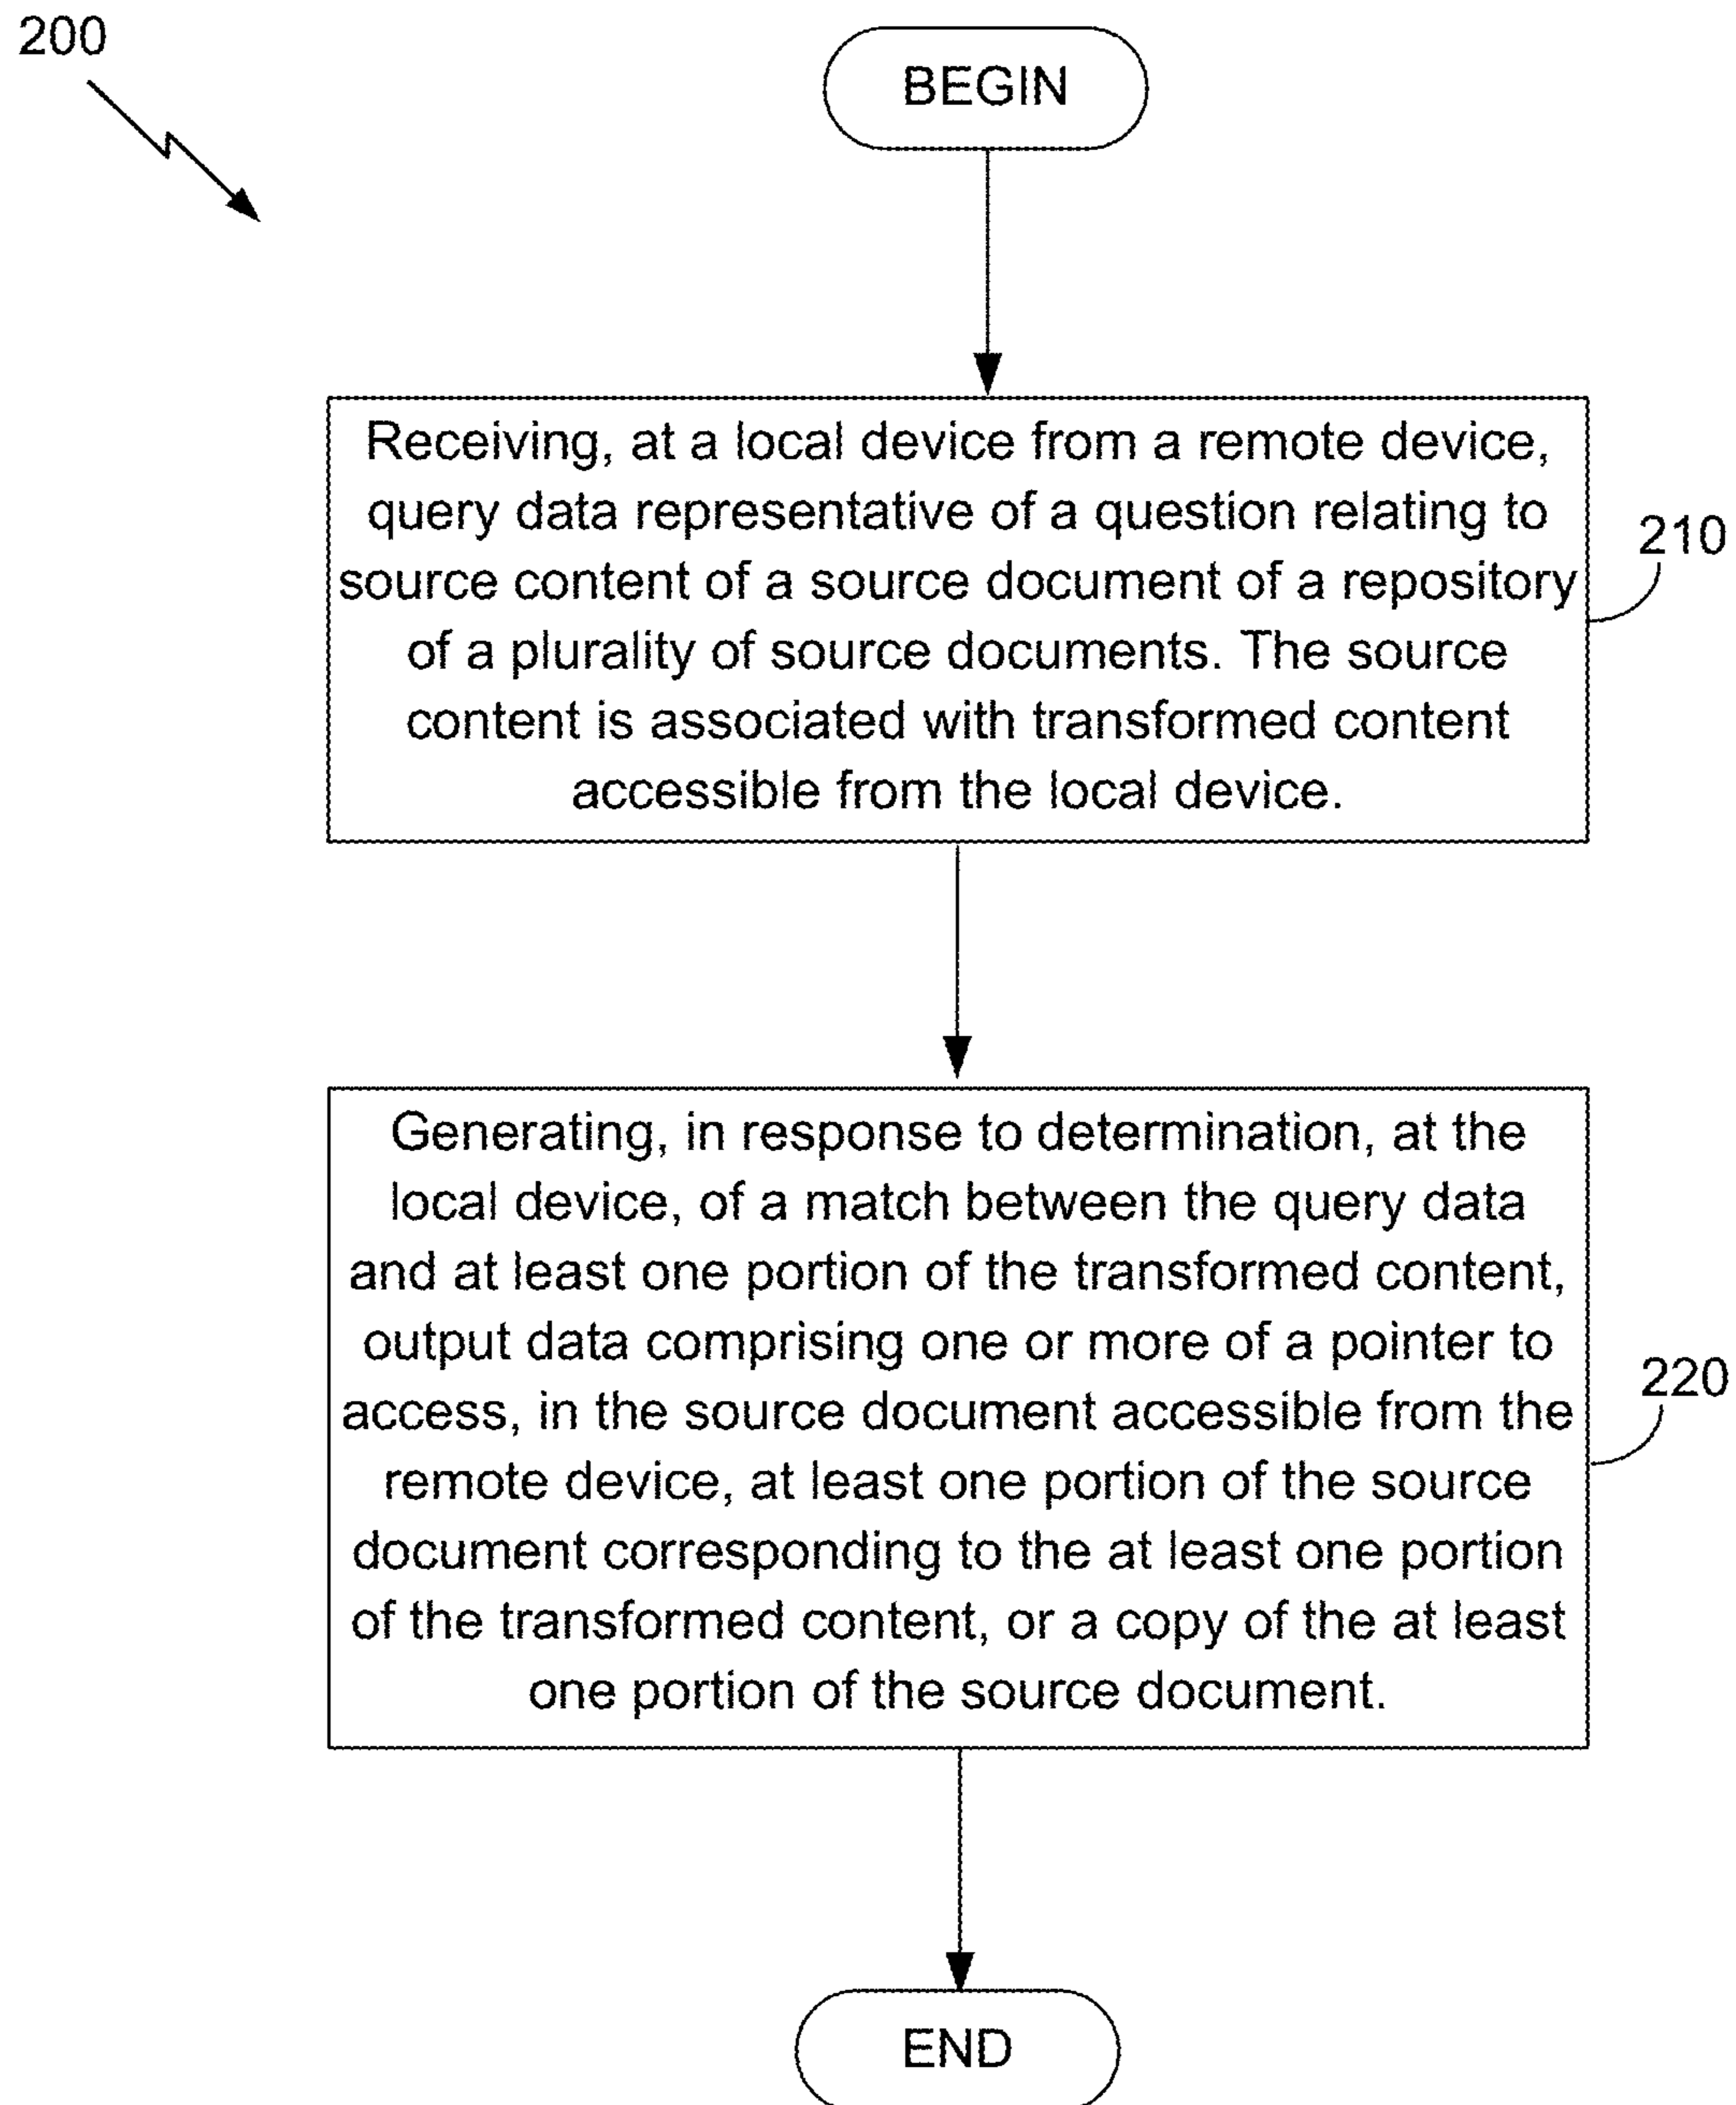 200
BEGIN
Receiving, at a local device from a remote device,
query data representative of a question relating to
source content of a source document of a repository
of a plurality of source documents. The source
content is associated with transformed content
accessible from the local device.
210
Generating, in response to determination, at the
local device, of a match between the query data
and at least one portion of the transformed content,
output data comprising one or more of a pointer to
access, in the source document accessible from the
remote device, at least one portion of the source
document corresponding to the at least one portion
of the transformed content, or a copy of the at least
one portion of the source document.
220
END